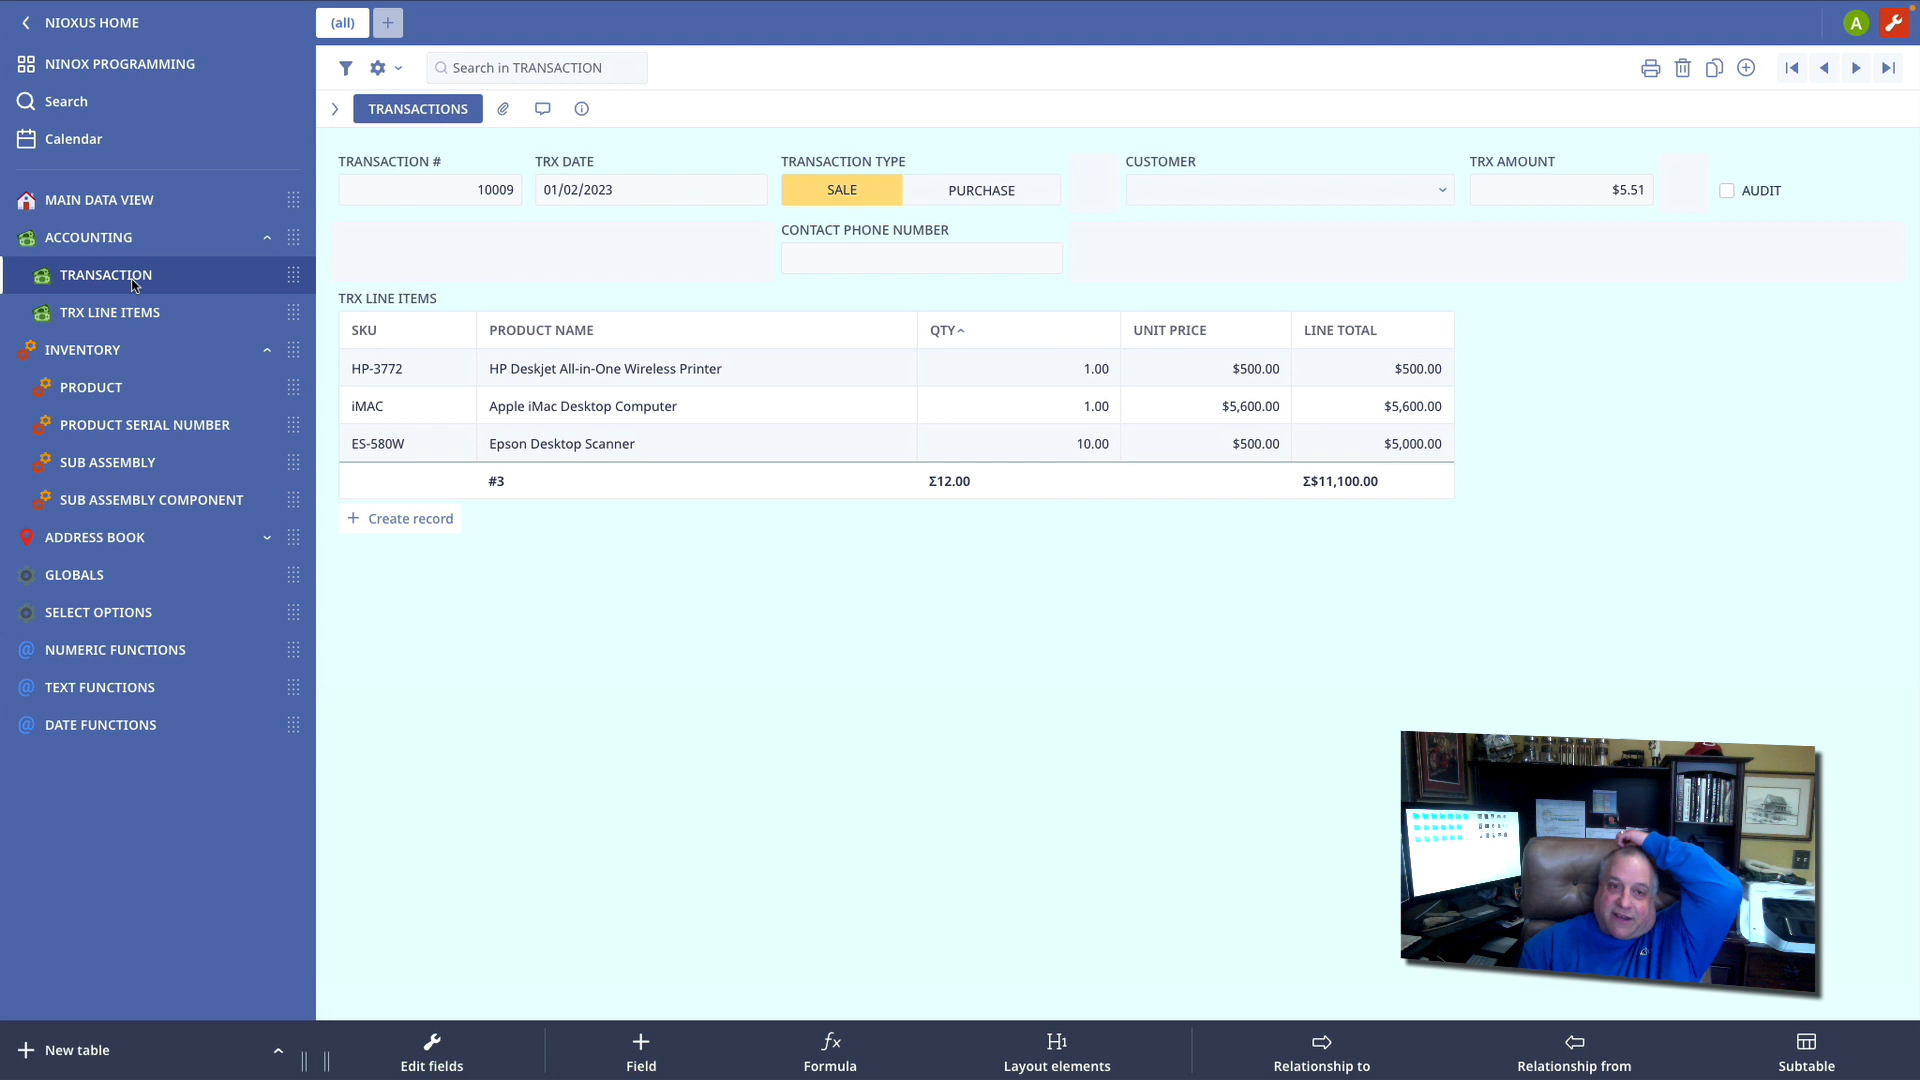 NIOXUS HOME
(all)
A
NINOX PROGRAMMING
Search in TRANSACTION
Search
TRANSACTIONS
Calendar
TRANSACTION #
TRX DATE
TRANSACTION TYPE
CUSTOMER
TRX AMOUNT
10009
01/02/2023
SALE
PURCHASE
$5.51
AUDIT
MAIN DATA VIEW
ACCOUNTING
TRANSACTION
TRX LINE ITEMS
INVENTORY
PRODUCT
PRODUCT SERIAL NUMBER
SUB ASSEMBLY
SUB ASSEMBLY COMPONENT
ADDRESS BOOK
GLOBALS
SELECT OPTIONS
@ NUMERIC FUNCTIONS
@ TEXT FUNCTIONS
@ DATE FUNCTIONS
CONTACT PHONE NUMBER
TRX LINE ITEMS
SKU PRODUCT NAME QTY UNIT PRICE LINE TOTAL
HP-3772 HP Deskjet All-in-One Wireless Printer 1.00 $500.00 $500.00
iMAC Apple iMac Desktop Computer 1.00 $5,600.00 $5,600.00
ES-580W Epson Desktop Scanner 10.00 $500.00 $5,000.00
#3 Σ12.00 Σ$11,100.00
+ Create record
+ New table
Edit fields
Field
fx
Formula
H1
Layout elements
Relationship to
Relationship from
Subtable